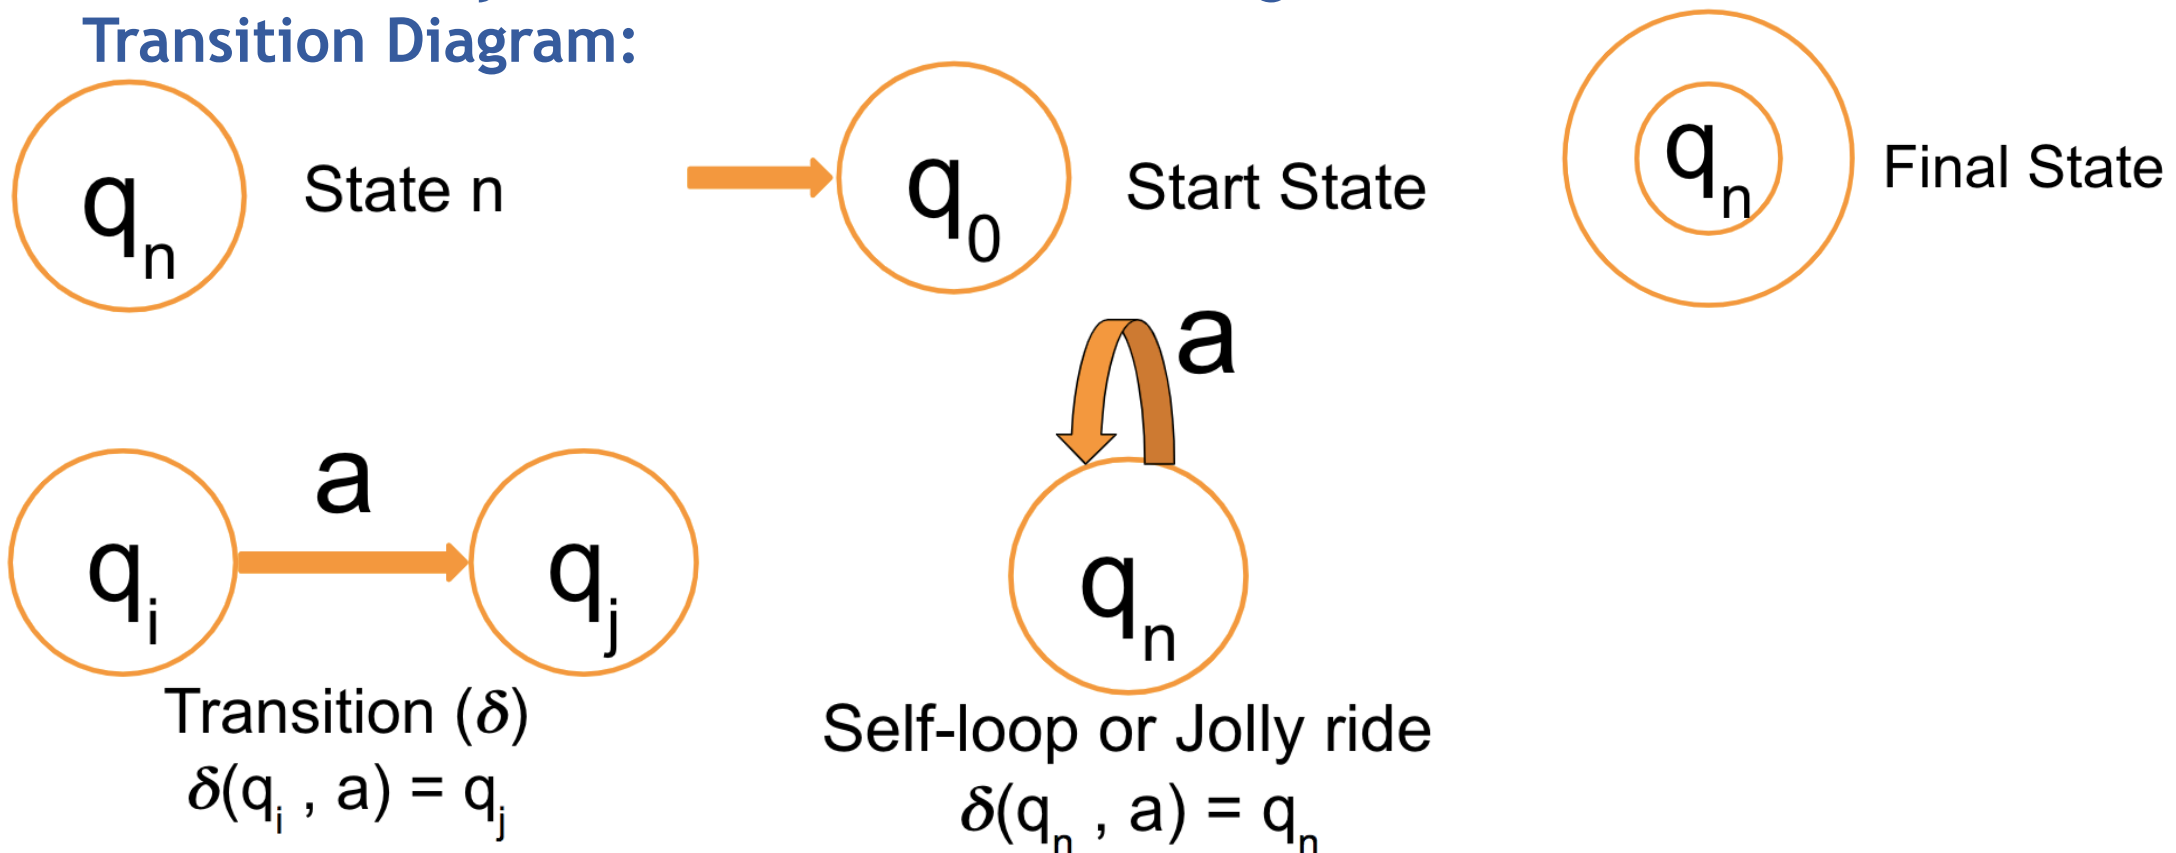 Transition Diagram:
qn
State n
q0
Start State
qn
Final State
a
qi
qj
Transition (δ)
δ(qi , a) = qj
a
qn
Self-loop or Jolly ride
δ(qn , a) = qn